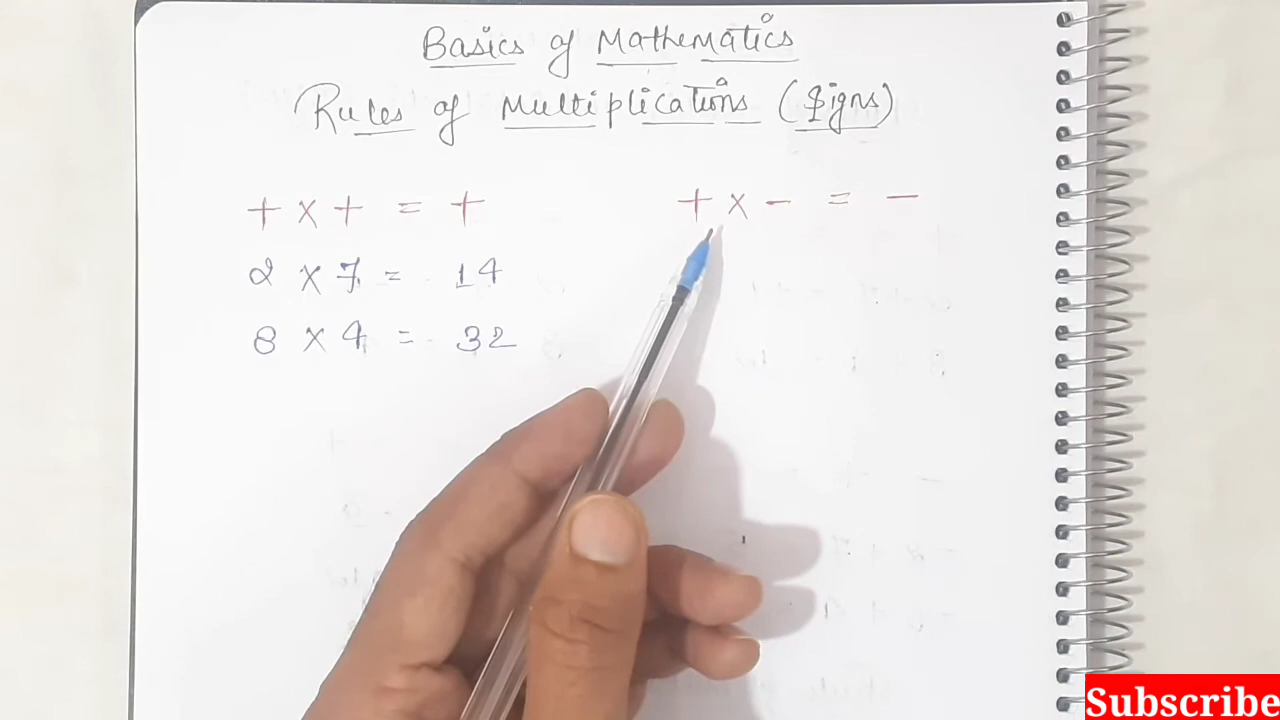 Basics of Mathematics
Rules of Multiplications (Signs)
+ x + = +
2 x 7 = 14
8 x 4 = 32
+ x - = -
Subscribe